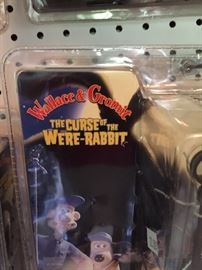 Wallace & Gromit
THE CURSE OF THE
WERE-RABBIT